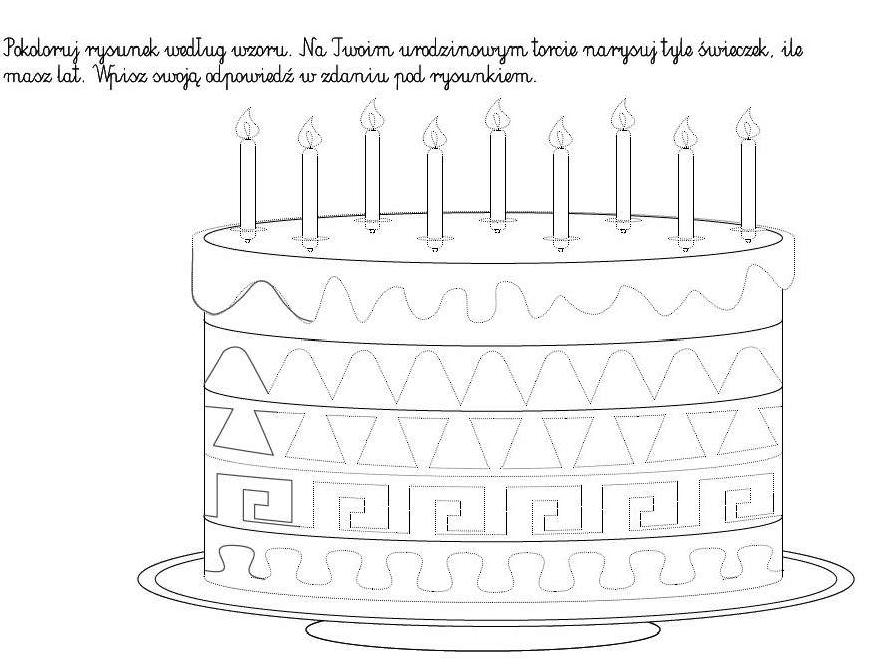 Pokoloruj rysunek według wzoru. Na Twoim urodzinowym torcie narysuj tyle świeczek, ile
masz lat. Wpisz swoją odpowiedź w zdaniu pod rysunkiem.